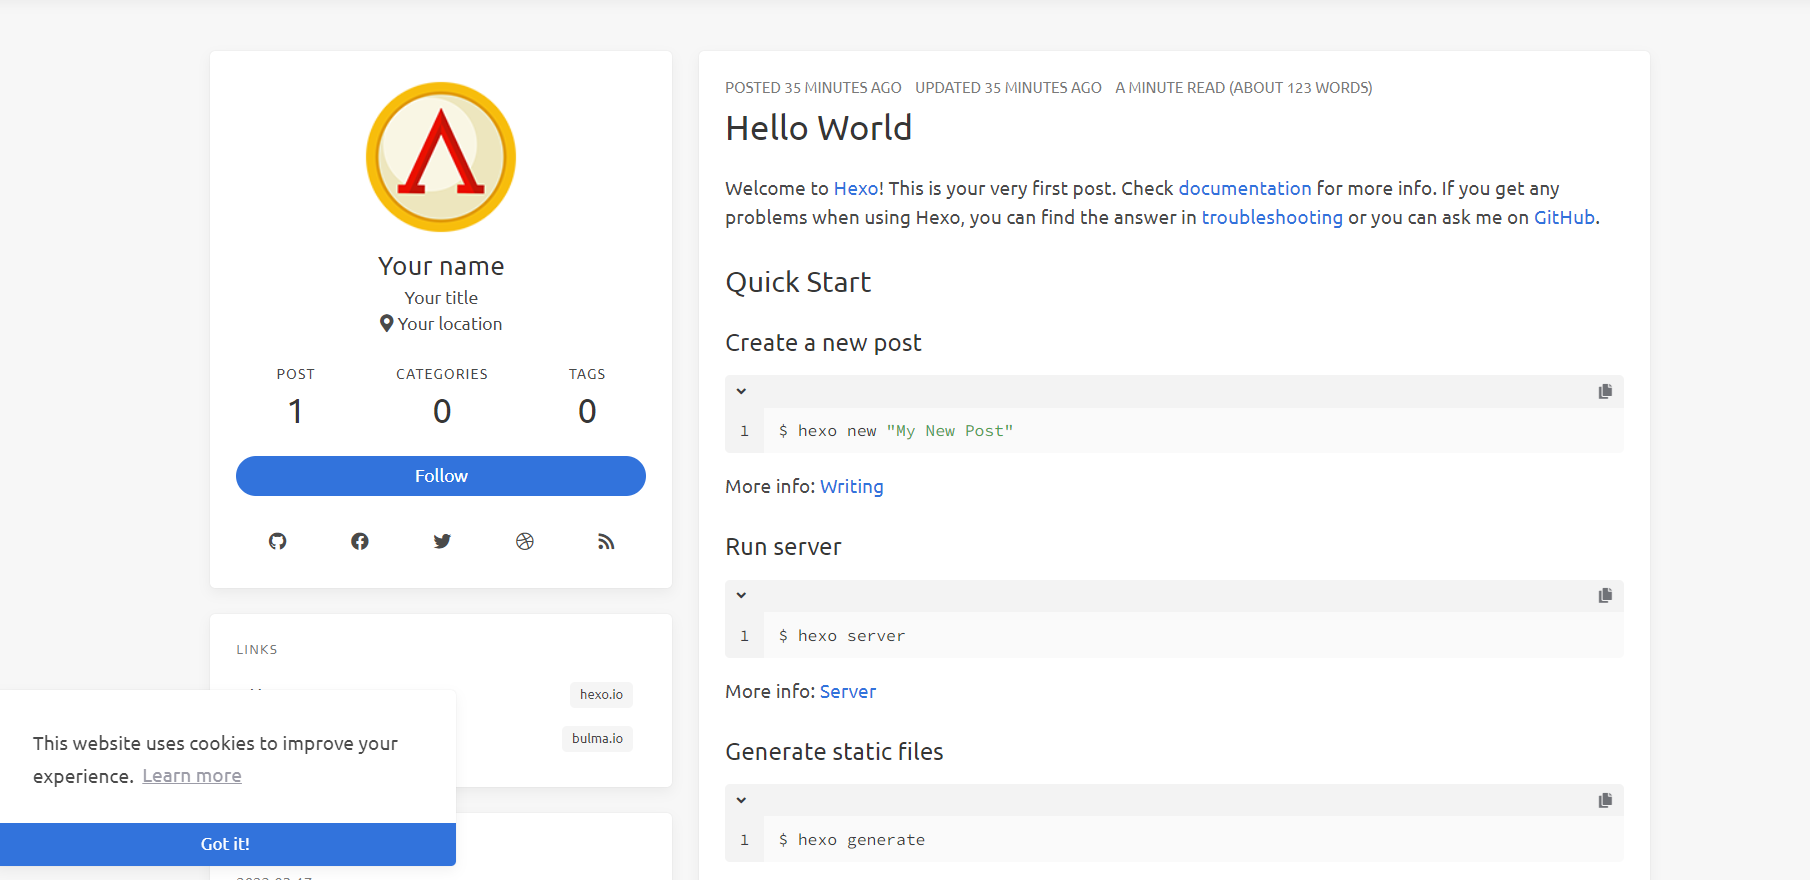 Your name
Your title
Your location
POST CATEGORIES TAGS
1 0 0
Follow
LINKS
hexo.io
bulma.io
This website uses cookies to improve your
experience. Learn more
Got it!
POSTED 35 MINUTES AGO UPDATED 35 MINUTES AGO A MINUTE READ (ABOUT 123 WORDS)
Hello World
Welcome to Hexo! This is your very first post. Check documentation for more info. If you get any
problems when using Hexo, you can find the answer in troubleshooting or you can ask me on GitHub.
Quick Start
Create a new post
1 $ hexo new "My New Post"
More info: Writing
Run server
1 $ hexo server
More info: Server
Generate static files
1 $ hexo generate